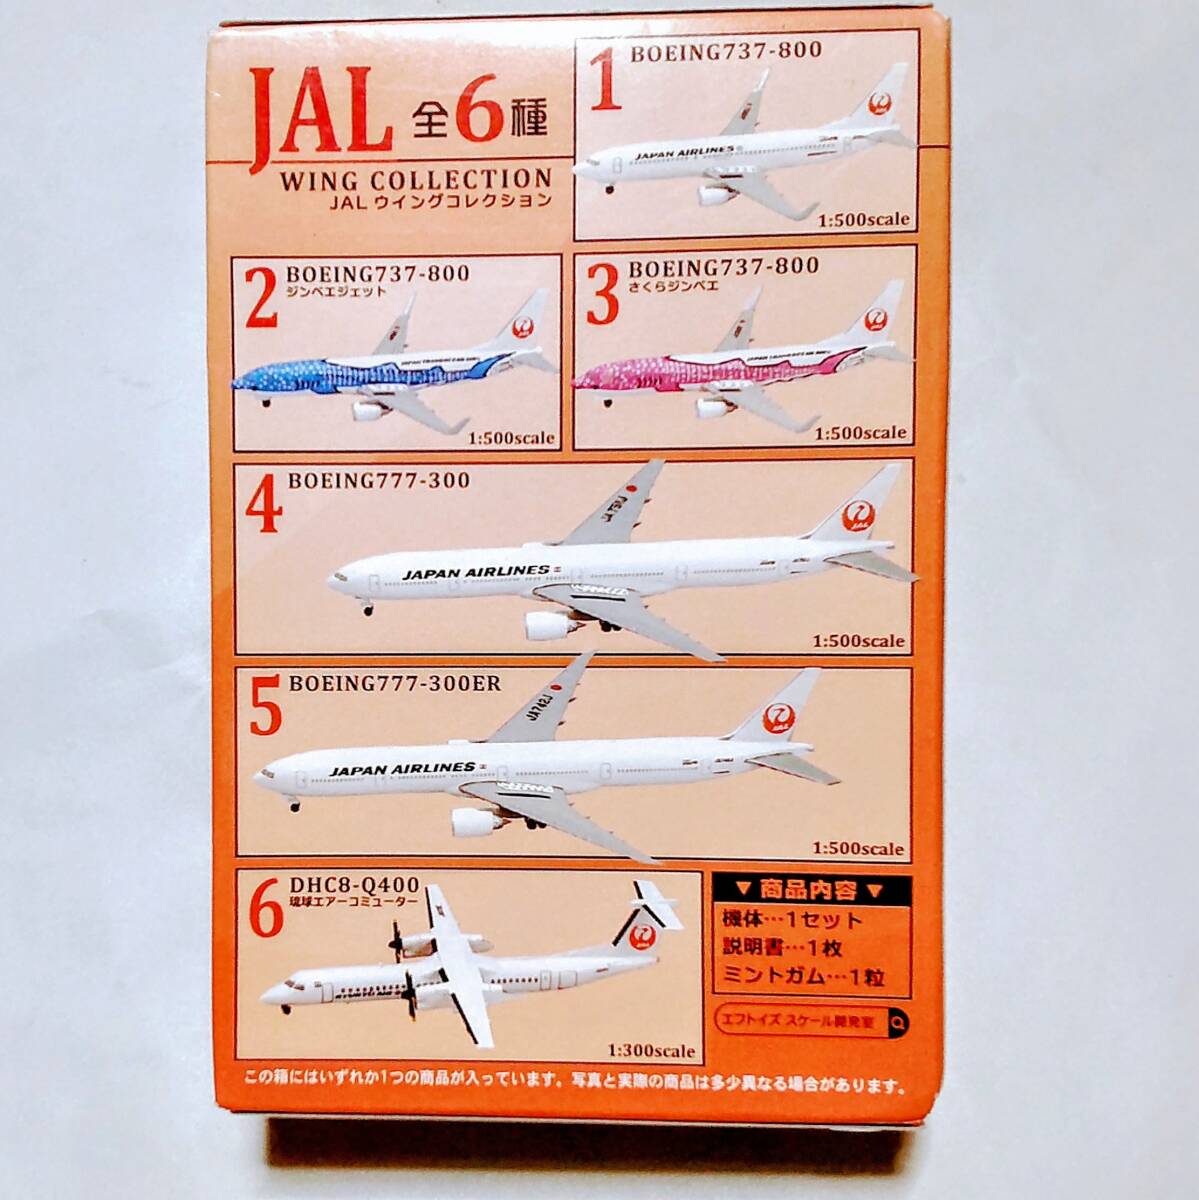 JAL 全6種
WING COLLECTION
JAL ウイングコレクション
1 BOEING737-800
JAPAN AIRLINES
JAL
1:500scale
2 BOEING737-800
ジンベエジェット
JAL
1:500scale
3 BOEING737-800
さくらジンベエ
JAL
1:500scale
4 BOEING777-300
JAPAN AIRLINES
JAL
1:500scale
5 BOEING777-300ER
JA742J
JAPAN AIRLINES
JAL
1:500scale
6 DHC8-Q400
琉球エアーコミューター
JAL
1:300scale
▼ 商品内容 ▼
機体…1セット
説明書…1枚
ミントガム…1粒
エフトイズ スケール開発室
この箱にはいずれか1つの商品が入っています。写真と実際の商品は多少異なる場合があります。